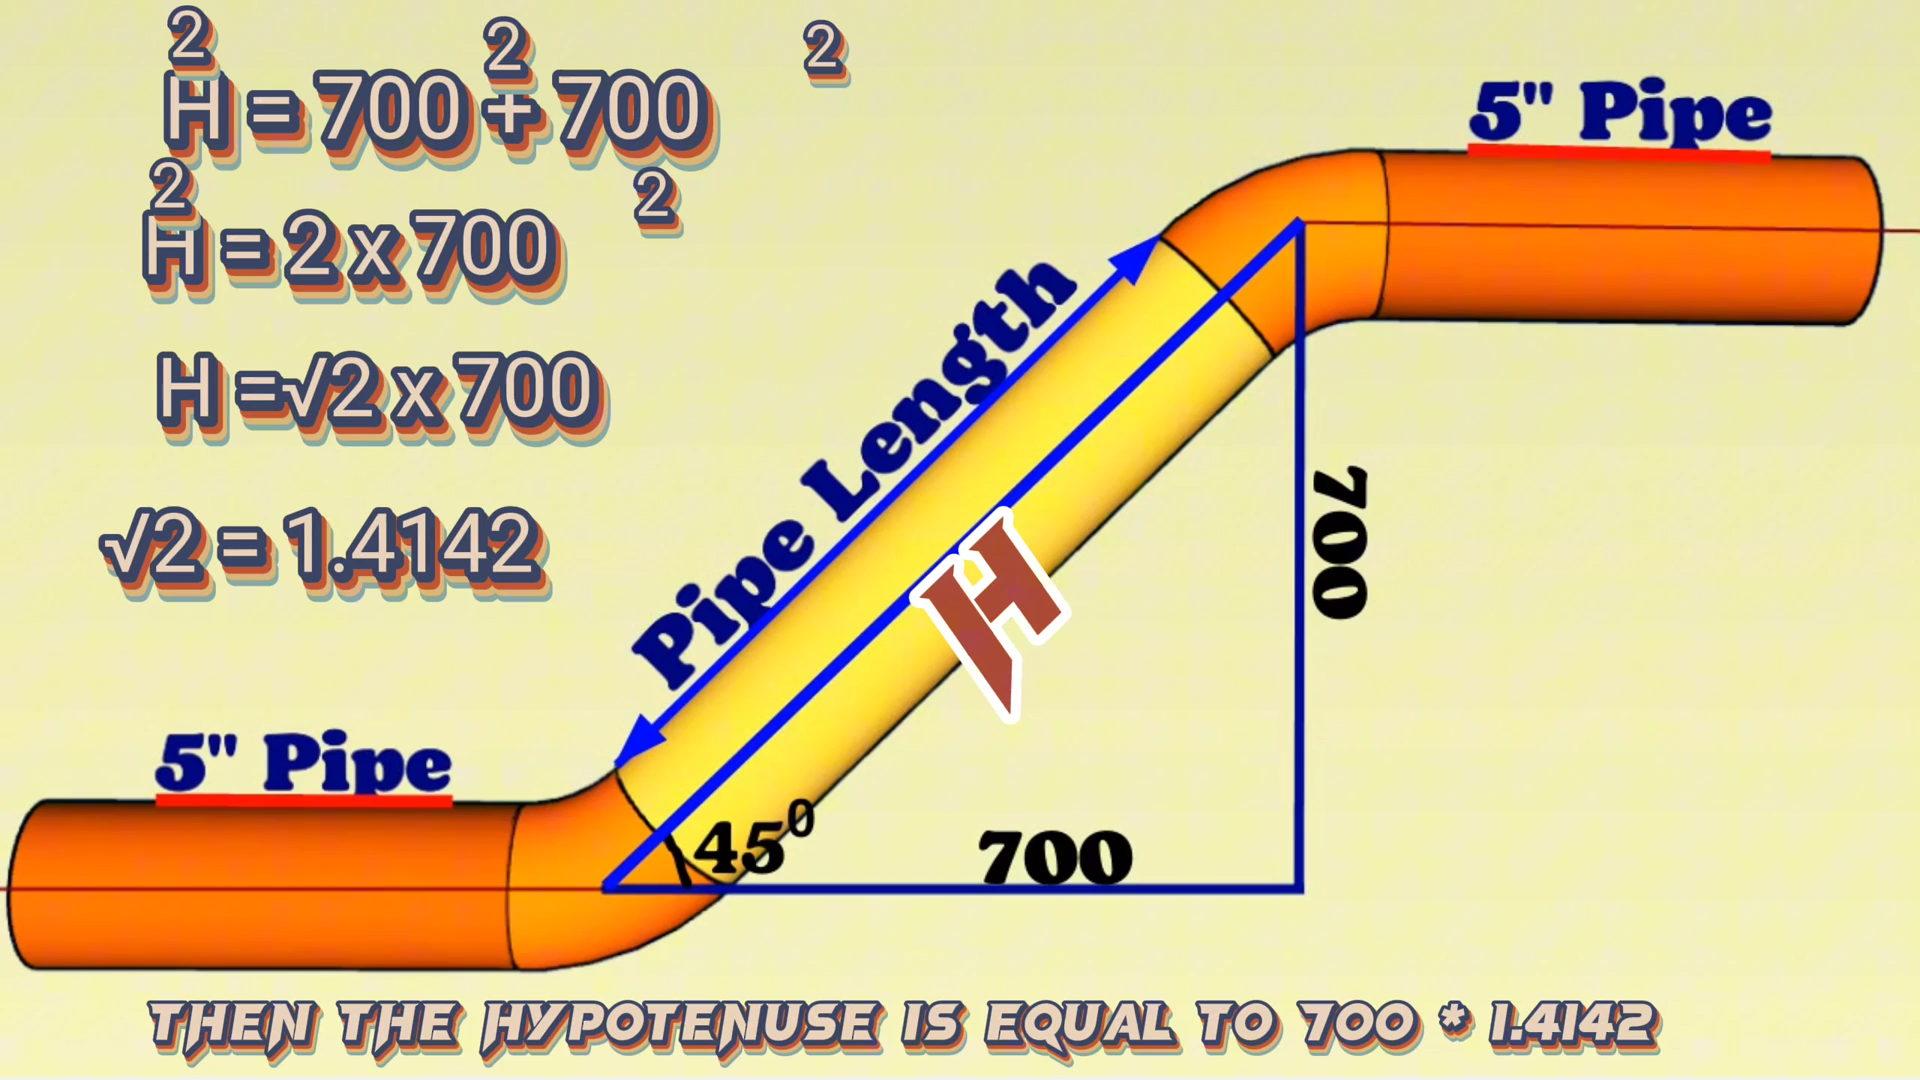 H² = 700² + 700²
H² = 2 x 700²
H =√2 x 700
√2 = 1.4142
5" Pipe
Pipe Length
H
700
5" Pipe
45⁰
700
THEN THE HYPOTENUSE IS EQUAL TO 700 * 1.4142